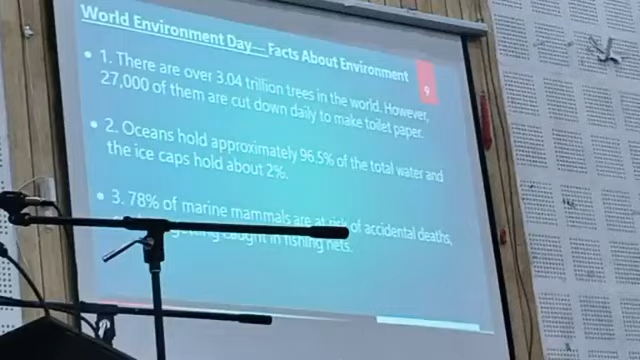 World Environment Day—Facts About Environment
9
• 1. There are over 3.04 trillion trees in the world. However,
27,000 of them are cut down daily to make toilet paper.
• 2. Oceans hold approximately 96.5% of the total water and
the ice caps hold about 2%.
• 3. 78% of marine mammals are at risk of accidental deaths,
getting caught in fishing nets.